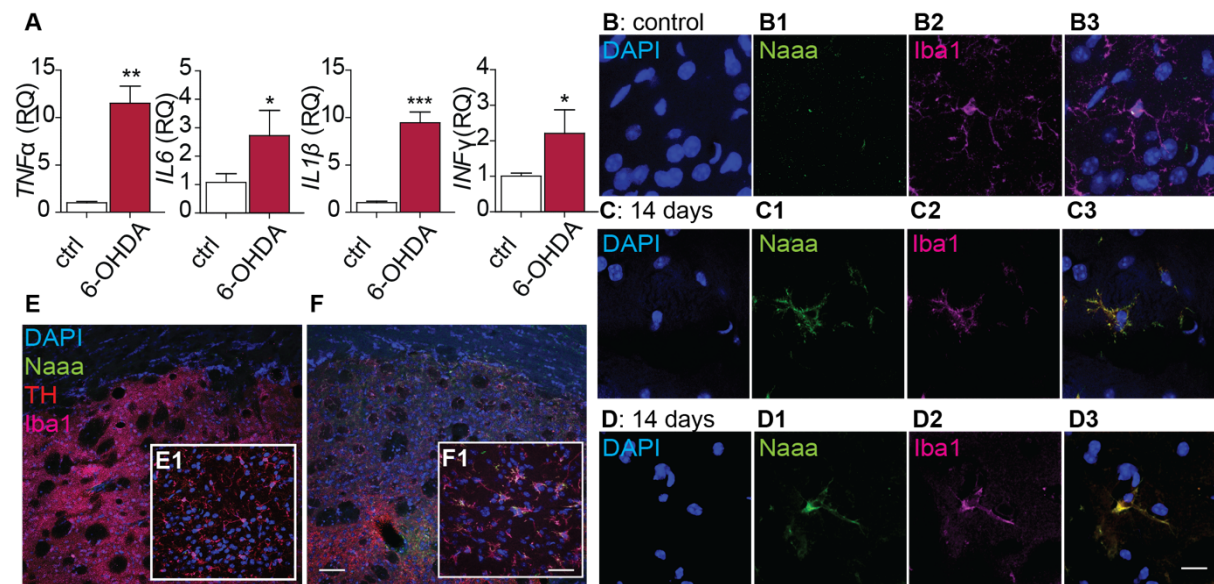 A
TNFα (RQ)
15
10
5
0
**
ctrl
6-OHDA
IL6 (RQ)
6
5
4
3
2
1
0
*
ctrl
6-OHDA
IL1β (RQ)
15
10
5
0
***
ctrl
6-OHDA
INFγ(RQ)
4
3
2
1
0
*
ctrl
6-OHDA
B: control
DAPI
B1
Naaa
B2
Iba1
B3
C: 14 days
DAPI
C1
Naaa
C2
Iba1
C3
D: 14 days
DAPI
D1
Naaa
D2
Iba1
D3
E
DAPI
Naaa
TH
Iba1
E1
F
F1